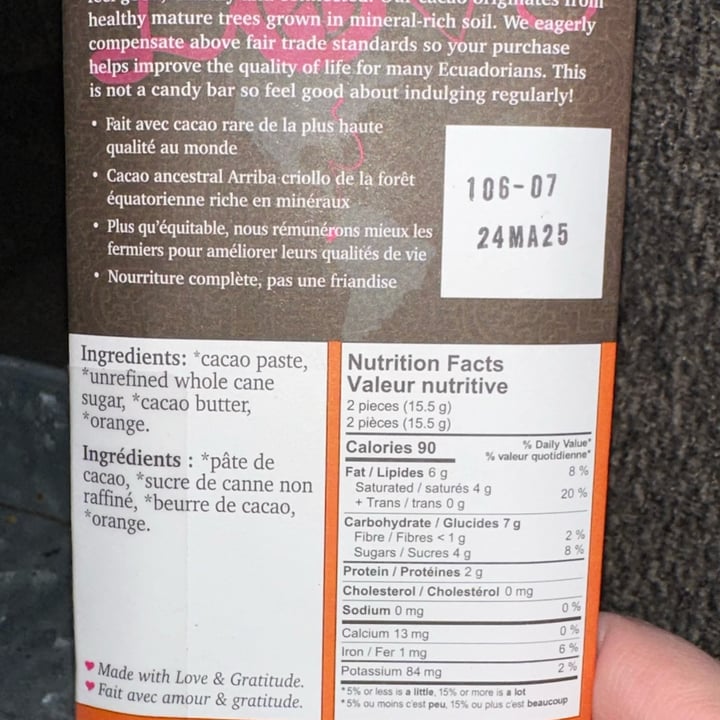 healthy mature trees grown in mineral-rich soil. We eagerly
compensate above fair trade standards so your purchase
helps improve the quality of life for many Ecuadorians. This
is not a candy bar so feel good about indulging regularly!
• Fait avec cacao rare de la plus haute
qualité au monde
• Cacao ancestral Arriba criollo de la forêt
équatorienne riche en minéraux
• Plus qu'équitable, nous rémunérons mieux les
fermiers pour améliorer leurs qualités de vie
• Nourriture complète, pas une friandise
106-07
24MA25
Ingredients: *cacao paste,
*unrefined whole cane
sugar, *cacao butter,
*orange.
Ingrédients : *pâte de
cacao, *sucre de canne non
raffiné, *beurre de cacao,
*orange.
♥ Made with Love & Gratitude.
♥ Fait avec amour & gratitude.
Nutrition Facts
Valeur nutritive
2 pieces (15.5 g)
2 pièces (15.5 g)
Calories 90 % Daily Value*
% valeur quotidienne*
Fat / Lipides 6 g 8 %
Saturated / saturés 4 g
+ Trans / trans 0 g 20 %
Carbohydrate / Glucides 7 g
Fibre / Fibres < 1 g 2 %
Sugars / Sucres 4 g 8 %
Protein / Protéines 2 g
Cholesterol / Cholestérol 0 mg
Sodium 0 mg 0 %
Calcium 13 mg 0 %
Iron / Fer 1 mg 6 %
Potassium 84 mg 2 %
*5% or less is a little, 15% or more is a lot
*5% ou moins c'est peu, 15% ou plus c'est beaucoup